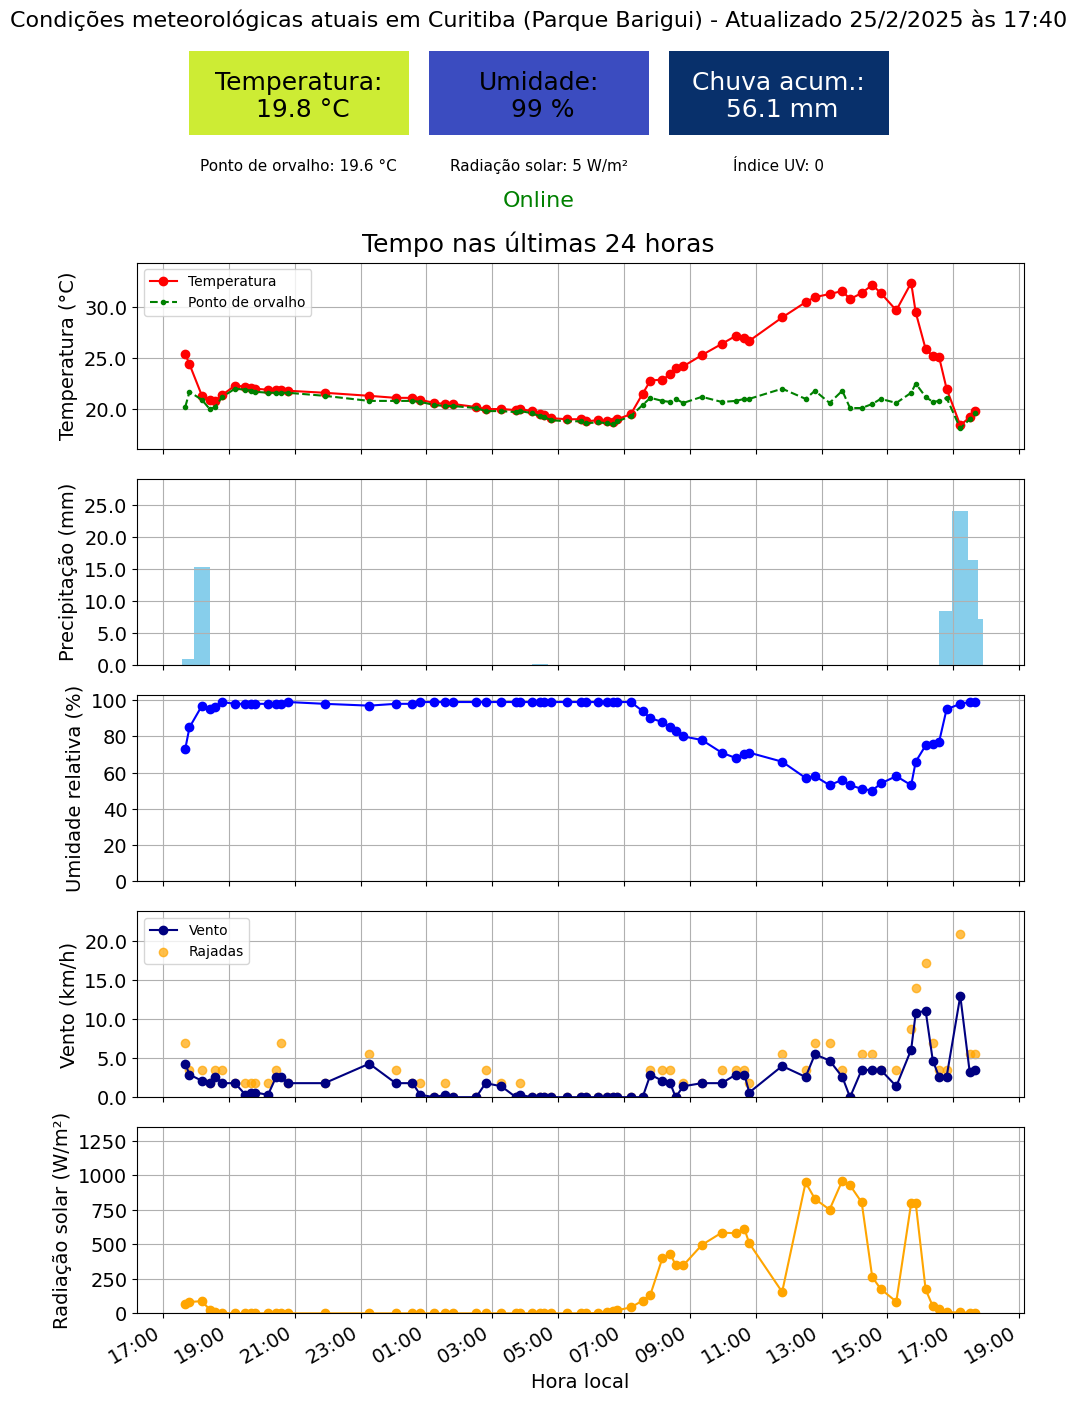 Condições meteorológicas atuais em Curitiba (Parque Barigui) - Atualizado 25/2/2025 às 17:40
Temperatura:
19.8 °C
Umidade:
99 %
Chuva acum.:
56.1 mm
Ponto de orvalho: 19.6 °C
Radiação solar: 5 W/m²
Índice UV: 0
Online
Tempo nas últimas 24 horas
Temperatura (°C)
30.0
25.0
20.0
Temperatura
Ponto de orvalho
Precipitação (mm)
25.0
20.0
15.0
10.0
5.0
0.0
Umidade relativa (%)
100
80
60
40
20
0
Vento (km/h)
20.0
15.0
10.0
5.0
0.0
Vento
Rajadas
Radiação solar (W/m²)
1250
1000
750
500
250
0
17:00
19:00
21:00
23:00
01:00
03:00
05:00
07:00
09:00
11:00
13:00
15:00
17:00
19:00
Hora local